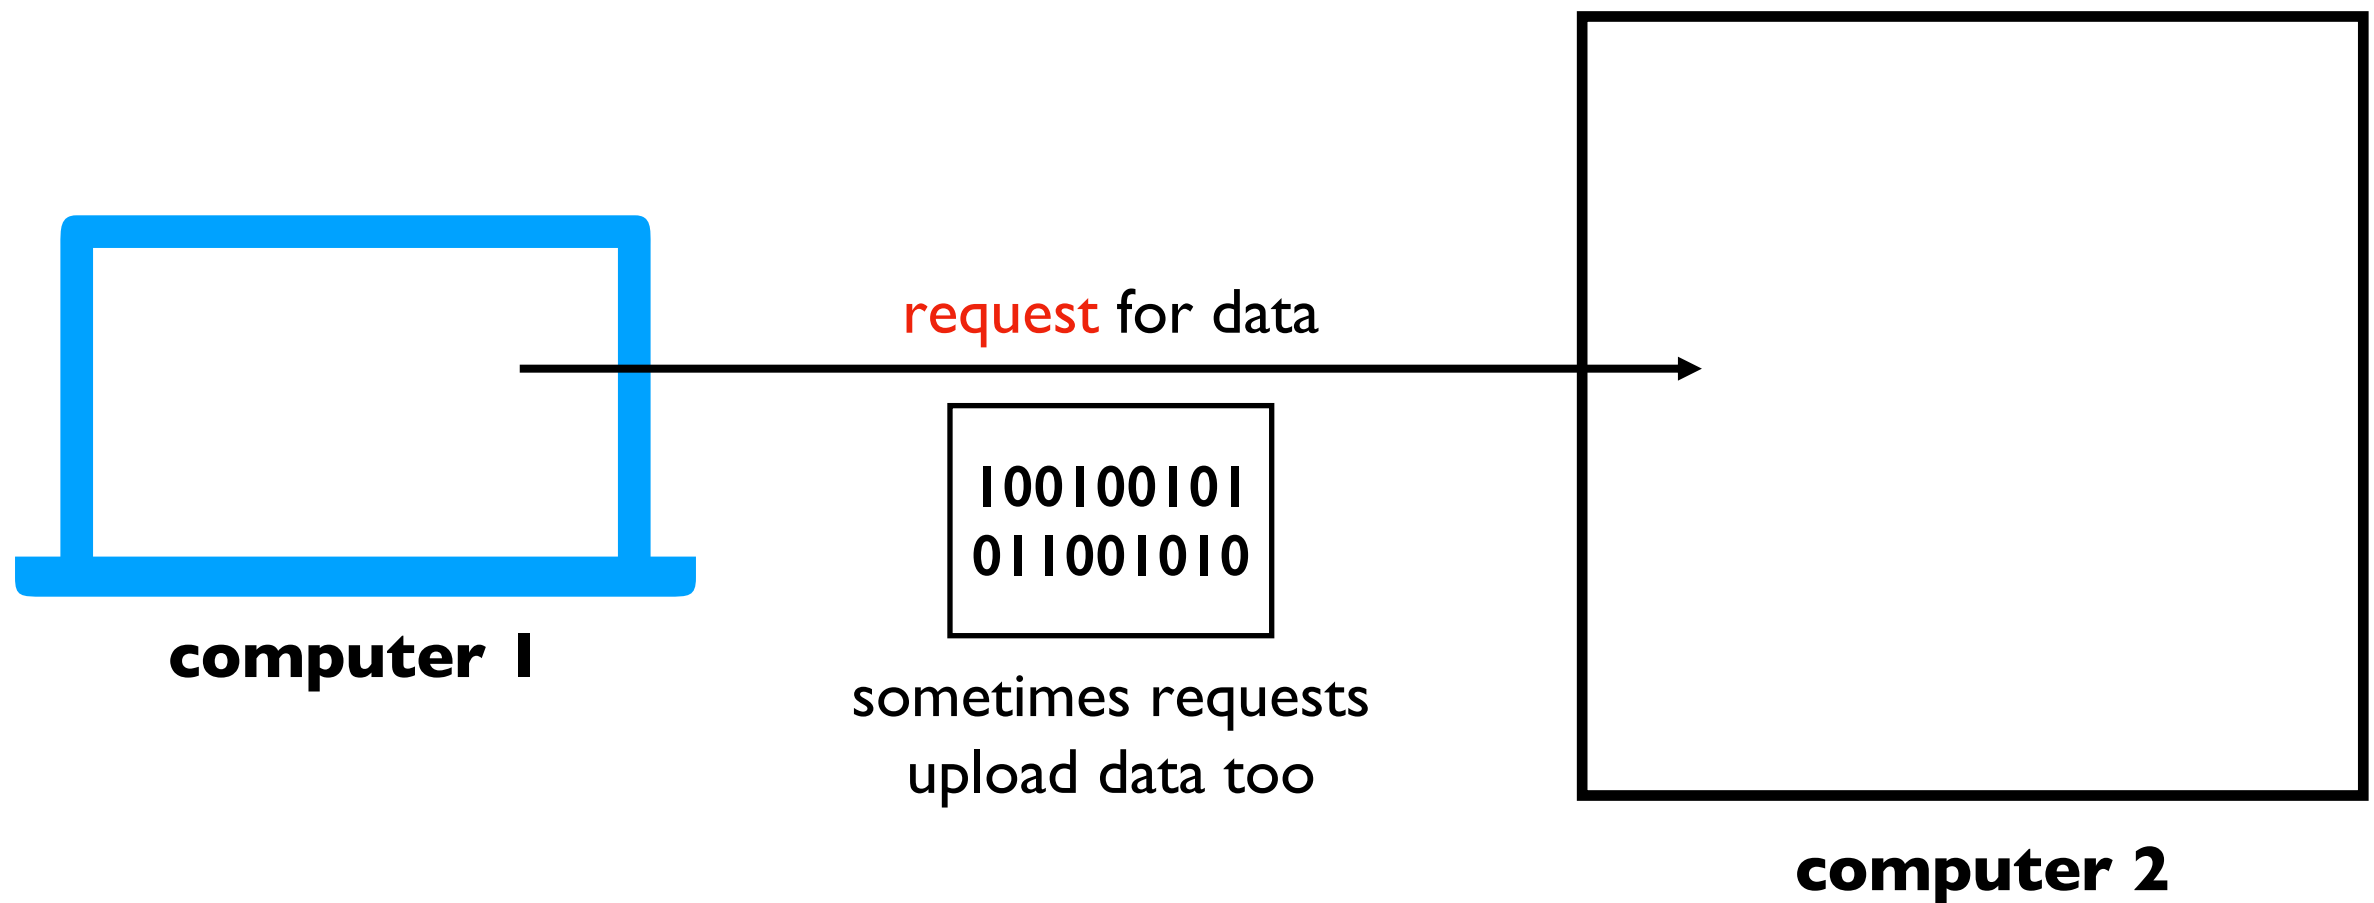 request for data
100100101
011001010
sometimes requests
upload data too
computer 1
computer 2